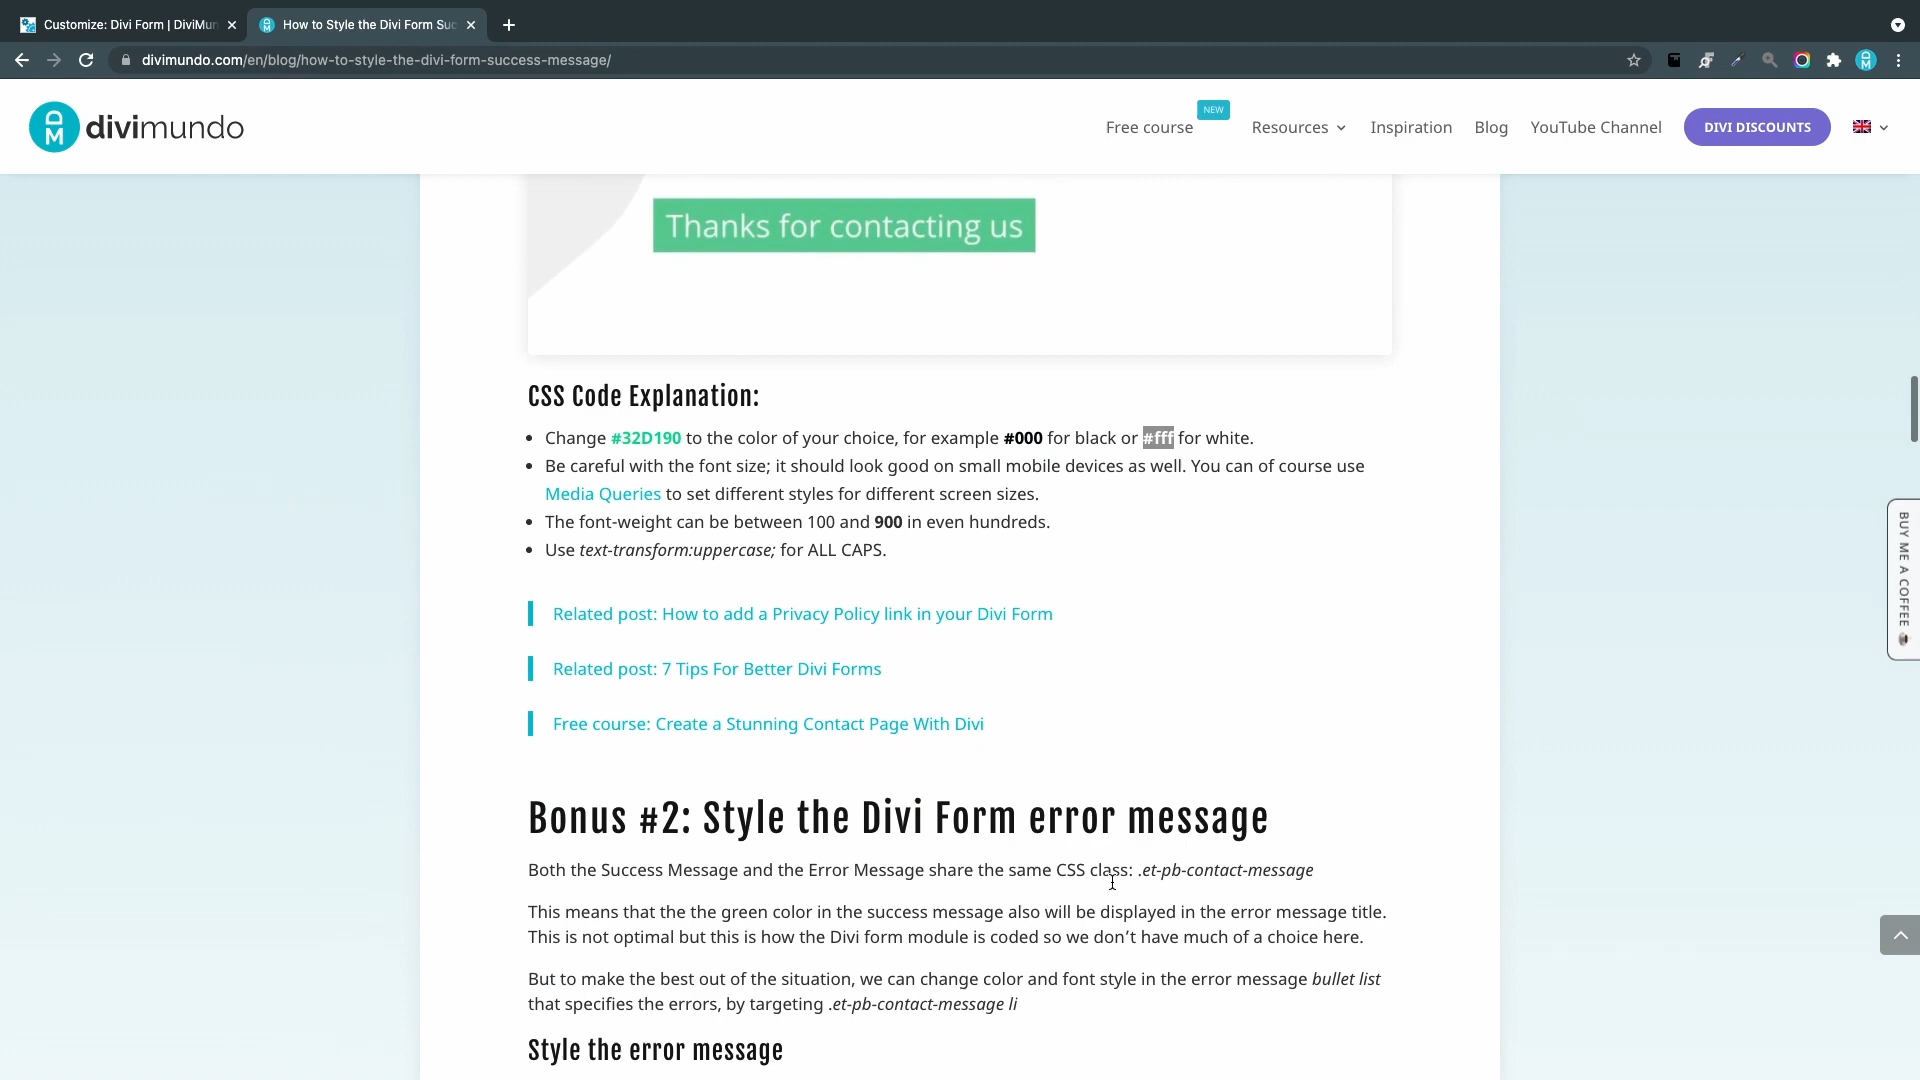 Customize: Divi Form | DiviMun
How to Style the Divi Form Suc
divimundo.com/en/blog/how-to-style-the-divi-form-success-message/
DM
divimundo
Free course
NEW
Resources
Inspiration
Blog
YouTube Channel
DIVI DISCOUNTS
Thanks for contacting us
CSS Code Explanation:
• Change #32D190 to the color of your choice, for example #000 for black or #fff for white.
• Be careful with the font size; it should look good on small mobile devices as well. You can of course use
Media Queries to set different styles for different screen sizes.
• The font-weight can be between 100 and 900 in even hundreds.
• Use text-transform:uppercase; for ALL CAPS.
Related post: How to add a Privacy Policy link in your Divi Form
Related post: 7 Tips For Better Divi Forms
Free course: Create a Stunning Contact Page With Divi
BUY ME A COFFEE
Bonus #2: Style the Divi Form error message
Both the Success Message and the Error Message share the same CSS class: .et-pb-contact-message
This means that the the green color in the success message also will be displayed in the error message title.
This is not optimal but this is how the Divi form module is coded so we don’t have much of a choice here.
But to make the best out of the situation, we can change color and font style in the error message bullet list
that specifies the errors, by targeting .et-pb-contact-message li
Style the error message